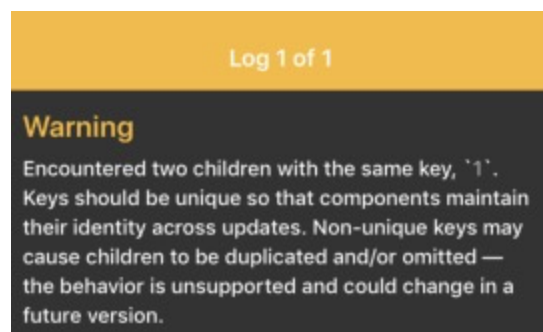 Log 1 of 1
Warning
Encountered two children with the same key, `1`.
Keys should be unique so that components maintain
their identity across updates. Non-unique keys may
cause children to be duplicated and/or omitted —
the behavior is unsupported and could change in a
future version.